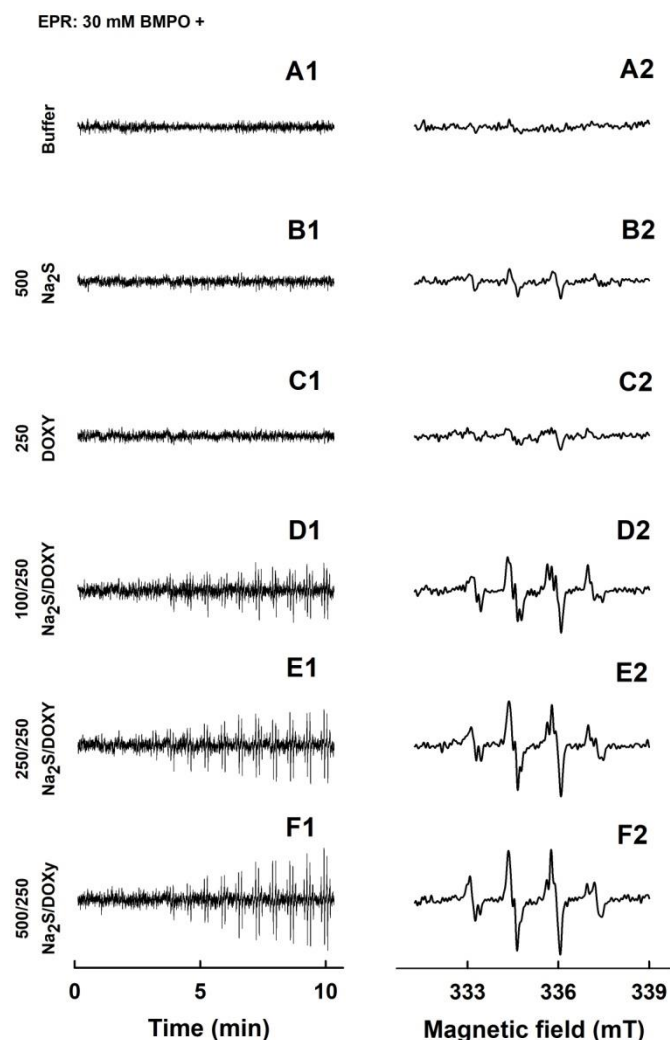 EPR: 30 mM BMPO +
A1
A2
Buffer
B1
B2
500
Na₂S
C1
C2
250
DOXY
D1
D2
100/250
Na₂S/DOXY
E1
E2
250/250
Na₂S/DOXY
F1
F2
500/250
Na₂S/DOXy
0
5
10
333
336
339
Time (min)
Magnetic field (mT)